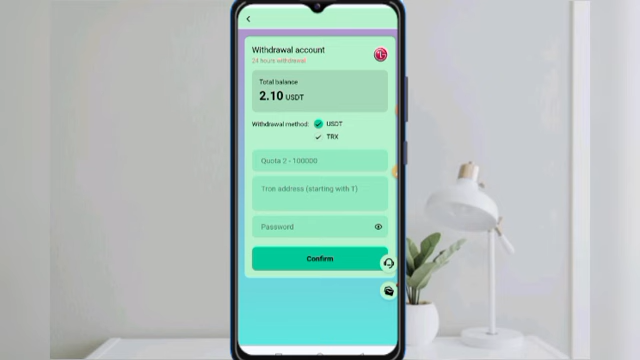 Withdrawal account
24 hours withdrawal
Total balance
2.10 USDT
Withdrawal method: USDT
TRX
Quota 2 - 100000
Tron address (starting with 1)
Password
Confirm